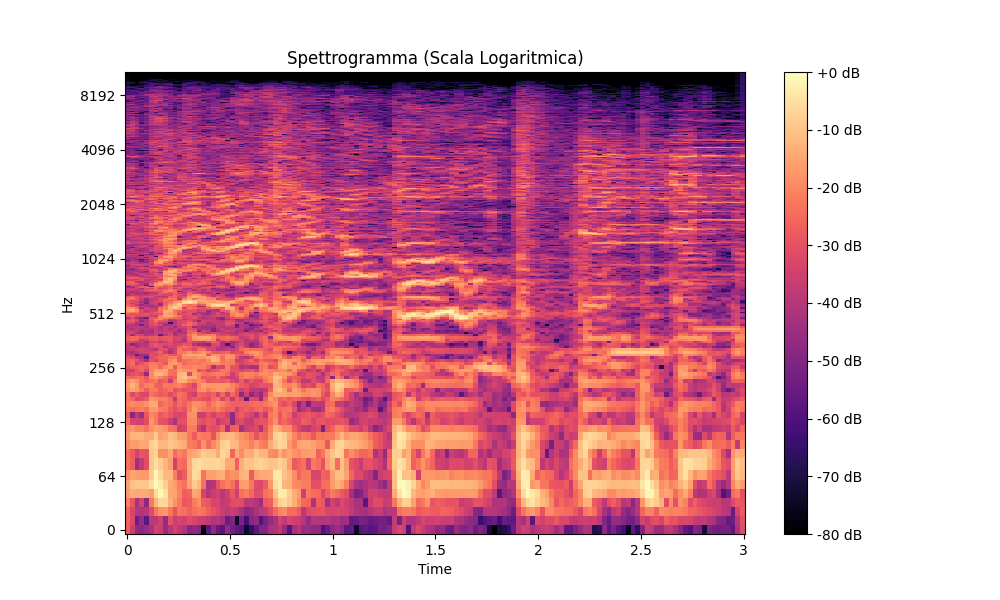 Spettrogramma (Scala Logaritmica)
Hz
8192
4096
2048
1024
512
256
128
64
0
0
0.5
1
1.5
2
2.5
3
Time
+0 dB
-10 dB
-20 dB
-30 dB
-40 dB
-50 dB
-60 dB
-70 dB
-80 dB